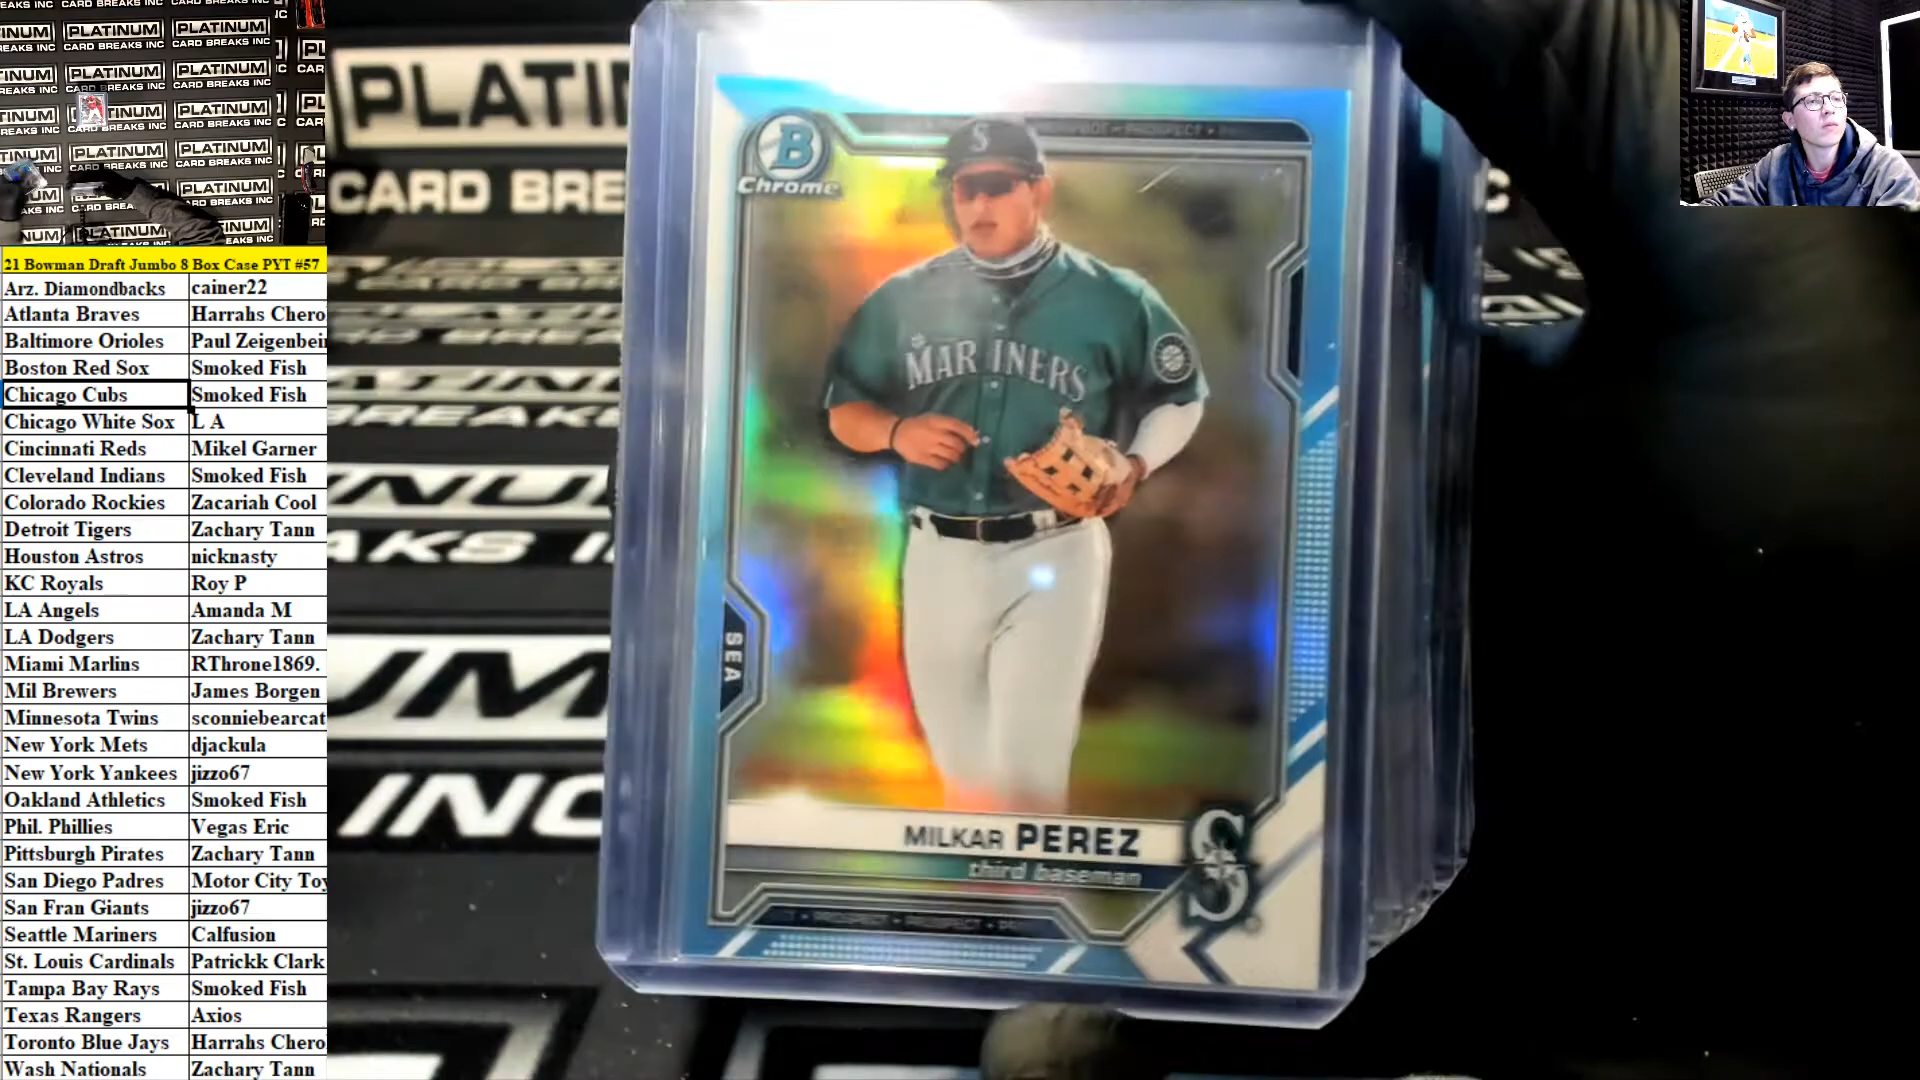 PLATINUM
CARD BREAKS INC
21 Bowman Draft Jumbo 8 Box Case PYT #57
Arz. Diamondbacks cainer22
Atlanta Braves Harrahs Chero
Baltimore Orioles Paul Zeigenbein
Boston Red Sox Smoked Fish
Chicago Cubs Smoked Fish
Chicago White Sox L A
Cincinnati Reds Mikel Garner
Cleveland Indians Smoked Fish
Colorado Rockies Zacariah Cool
Detroit Tigers Zachary Tann
Houston Astros nicknasty
KC Royals Roy P
LA Angels Amanda M
LA Dodgers Zachary Tann
Miami Marlins RThrone1869.
Mil Brewers James Borgen
Minnesota Twins sconniebearcat
New York Mets djackula
New York Yankees jizzo67
Oakland Athletics Smoked Fish
Phil. Phillies Vegas Eric
Pittsburgh Pirates Zachary Tann
San Diego Padres Motor City Toy
San Fran Giants jizzo67
Seattle Mariners Calfusion
St. Louis Cardinals Patrickk Clark
Tampa Bay Rays Smoked Fish
Texas Rangers Axios
Toronto Blue Jays Harrahs Chero
Wash Nationals Zachary Tann
PLATINU
CARD BRE
B
Chrome
S
MARINERS
SEA
MILKAR PEREZ
third baseman
PROSPECT • PROSPECT
S